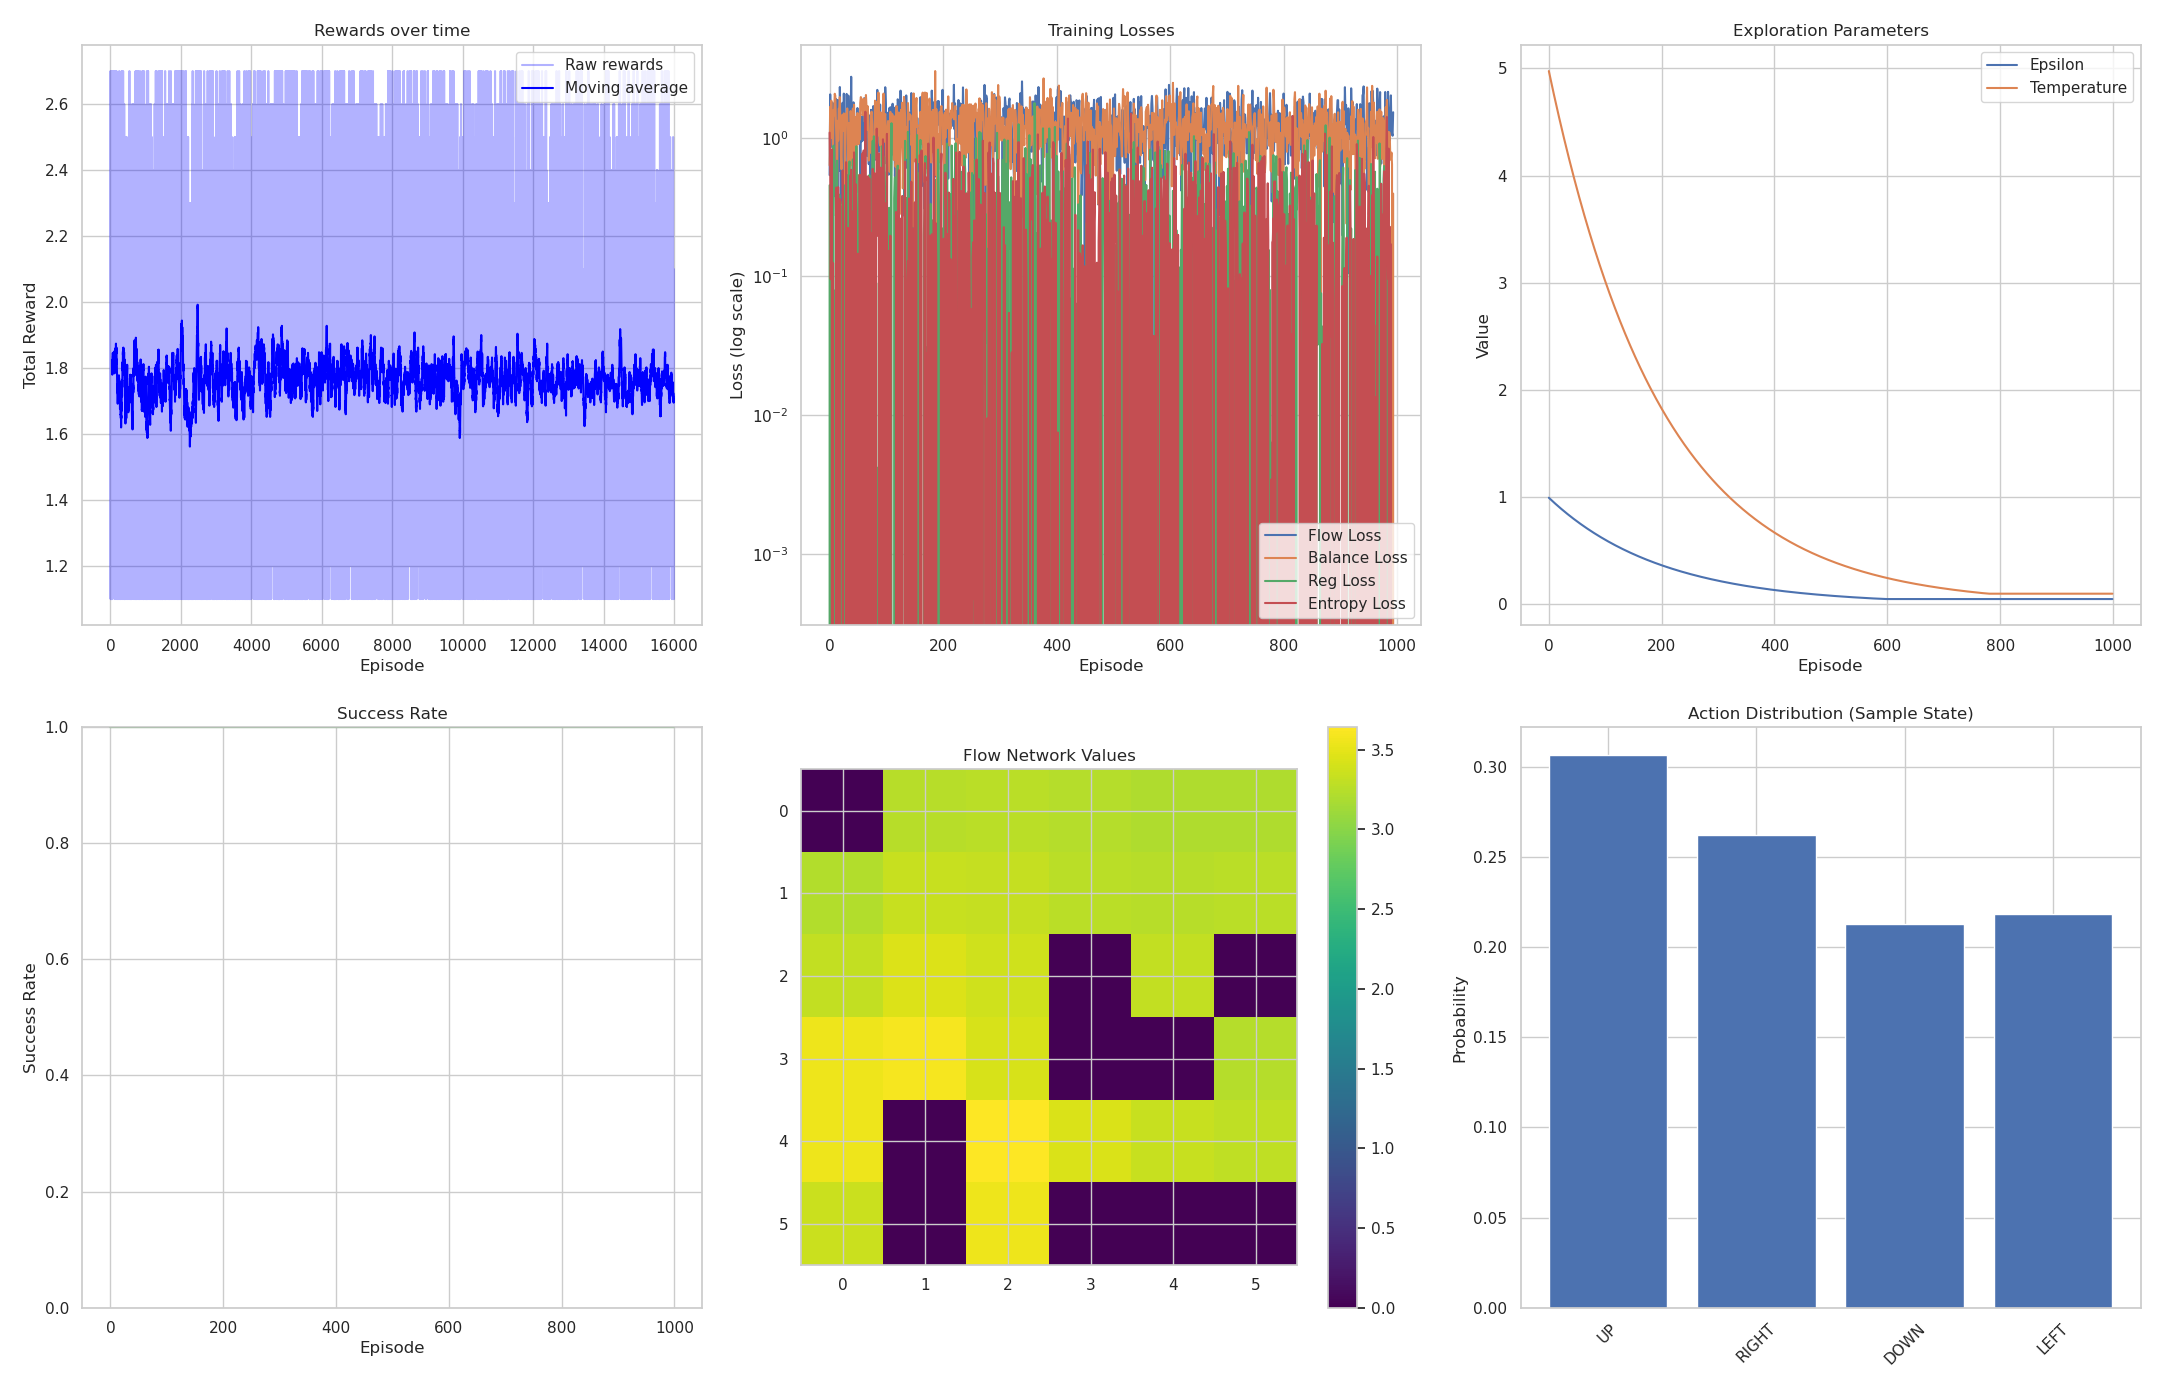 Rewards over time
Raw rewards
Moving average
2.6
2.4
2.2
2.0
1.8
1.6
1.4
1.2
Total Reward
0 2000 4000 6000 8000 10000 12000 14000 16000
Episode
Training Losses
10⁰
10⁻¹
10⁻²
10⁻³
Loss (log scale)
Flow Loss
Balance Loss
Reg Loss
Entropy Loss
0 200 400 600 800 1000
Episode
Exploration Parameters
Epsilon
Temperature
5
4
3
2
1
0
Value
0 200 400 600 800 1000
Episode
Success Rate
1.0
0.8
0.6
0.4
0.2
0.0
Success Rate
0 200 400 600 800 1000
Episode
Flow Network Values
0
1
2
3
4
5
0 1 2 3 4 5
3.5
3.0
2.5
2.0
1.5
1.0
0.5
0.0
Action Distribution (Sample State)
0.30
0.25
0.20
0.15
0.10
0.05
0.00
Probability
UP RIGHT DOWN LEFT